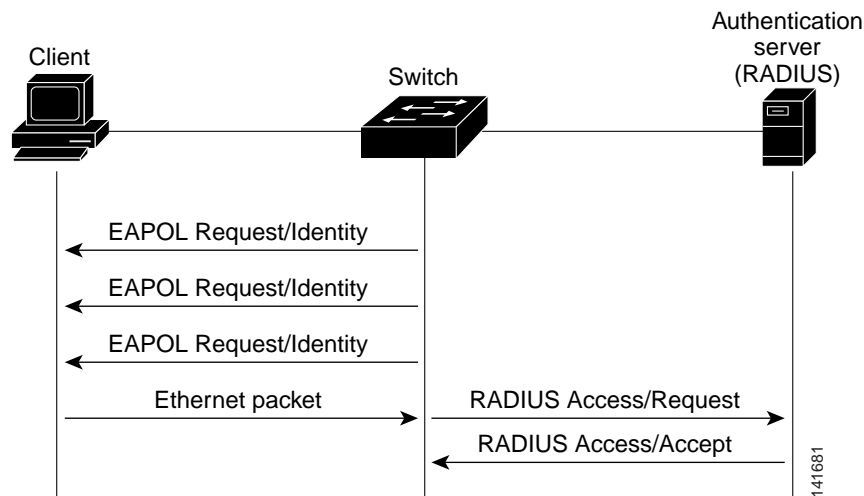 Authentication
server
(RADIUS)
Client
Switch
EAPOL Request/Identity
EAPOL Request/Identity
EAPOL Request/Identity
Ethernet packet
RADIUS Access/Request
RADIUS Access/Accept
141681